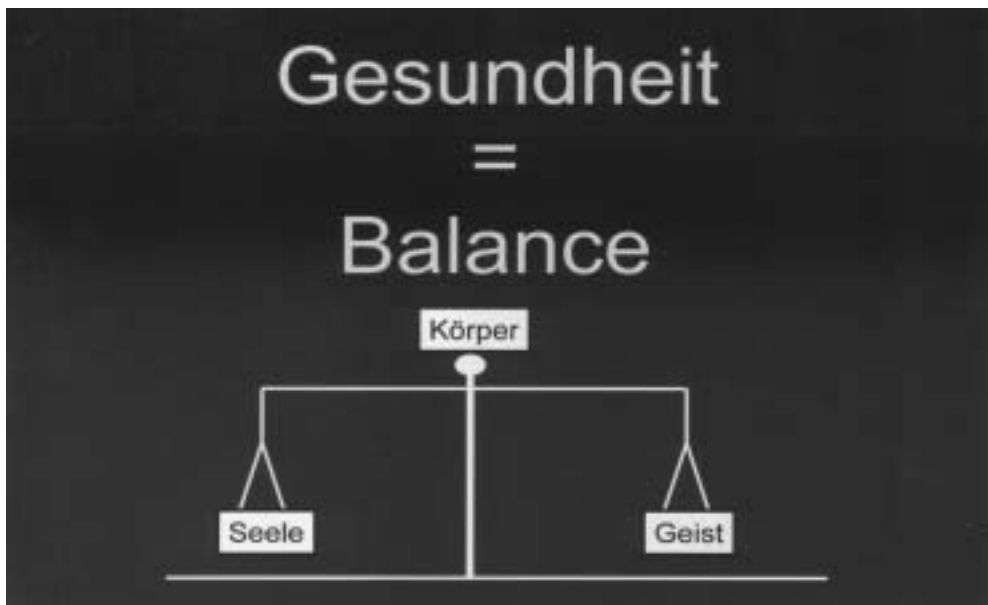 Gesundheit
=
Balance
Körper
Seele
Geist